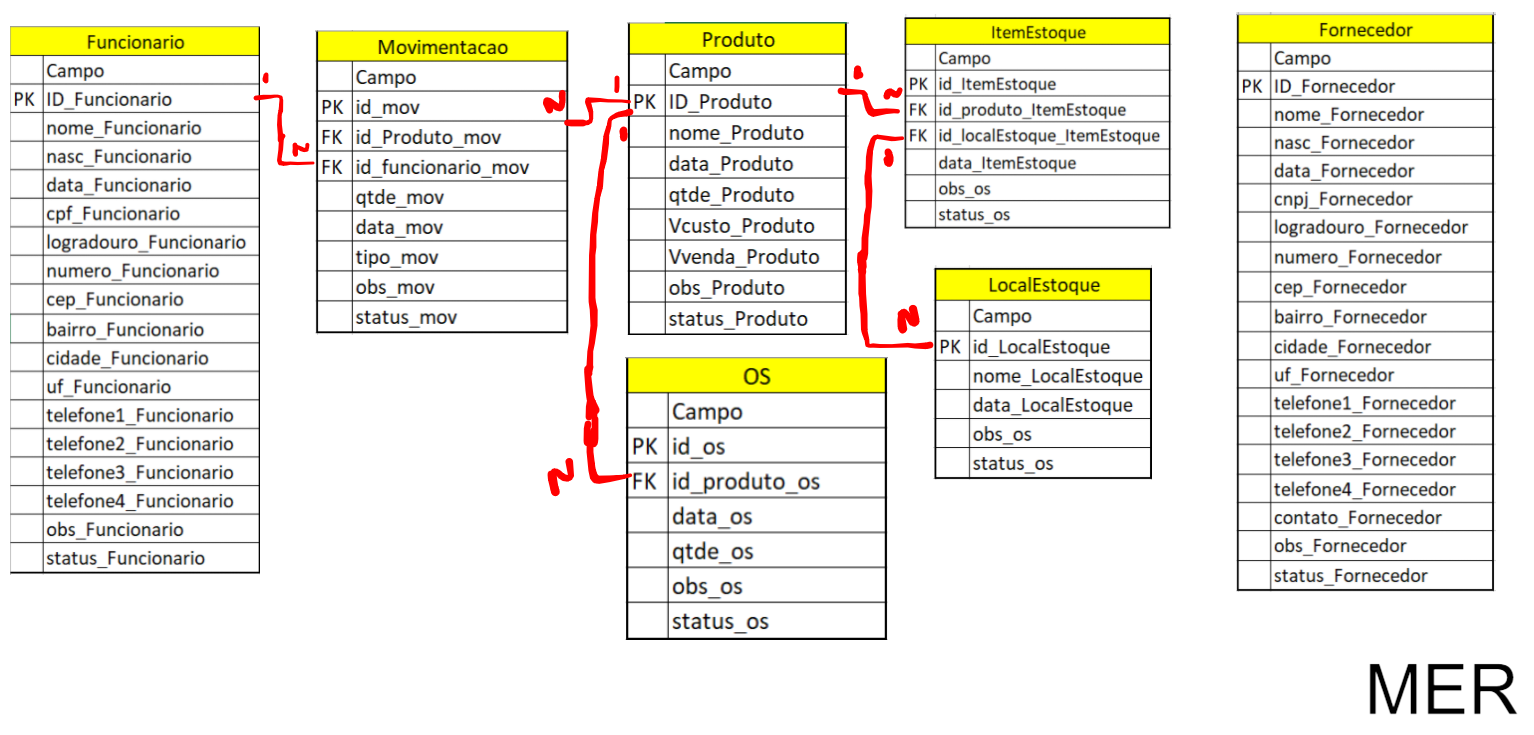 Funcionario
Campo
PK ID_Funcionario
nome_Funcionario
nasc_Funcionario
data_Funcionario
cpf_Funcionario
logradouro_Funcionario
numero_Funcionario
cep_Funcionario
bairro_Funcionario
cidade_Funcionario
uf_Funcionario
telefone1_Funcionario
telefone2_Funcionario
telefone3_Funcionario
telefone4_Funcionario
obs_Funcionario
status_Funcionario
1
N
Movimentacao
Campo
PK id_mov
FK id_Produto_mov
FK id_funcionario_mov
qtde_mov
data_mov
tipo_mov
obs_mov
status_mov
N
1
Produto
Campo
PK ID_Produto
nome_Produto
data_Produto
qtde_Produto
Vcusto_Produto
Vvenda_Produto
obs_Produto
status_Produto
1
N
OS
Campo
PK id_os
FK id_produto_os
data_os
qtde_os
obs_os
status_os
1
N
ItemEstoque
Campo
PK id_ItemEstoque
FK id_produto_ItemEstoque
FK id_localEstoque_ItemEstoque
data_ItemEstoque
obs_os
status_os
1
N
LocalEstoque
Campo
PK id_LocalEstoque
nome_LocalEstoque
data_LocalEstoque
obs_os
status_os
Fornecedor
Campo
PK ID_Fornecedor
nome_Fornecedor
nasc_Fornecedor
data_Fornecedor
cnpj_Fornecedor
logradouro_Fornecedor
numero_Fornecedor
cep_Fornecedor
bairro_Fornecedor
cidade_Fornecedor
uf_Fornecedor
telefone1_Fornecedor
telefone2_Fornecedor
telefone3_Fornecedor
telefone4_Fornecedor
contato_Fornecedor
obs_Fornecedor
status_Fornecedor
MER